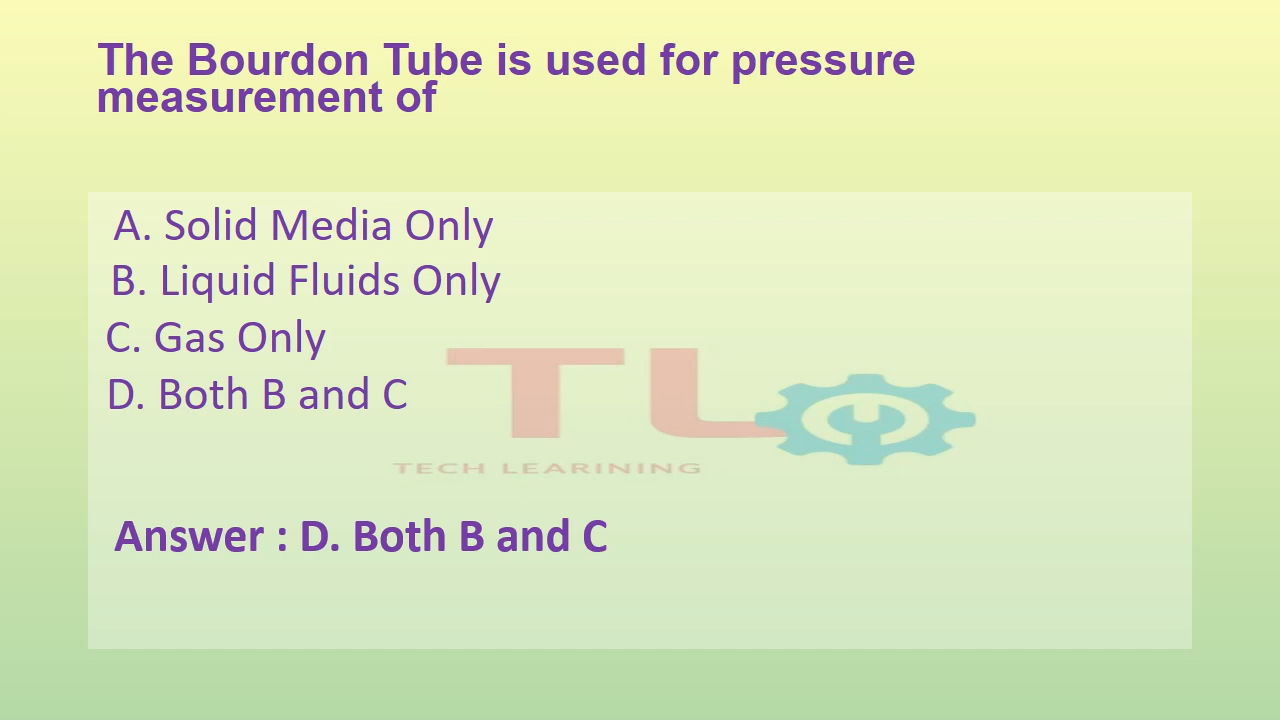 The Bourdon Tube is used for pressure
measurement of
A. Solid Media Only
B. Liquid Fluids Only
C. Gas Only
D. Both B and C
TL
TECH LEARINING
Answer : D. Both B and C